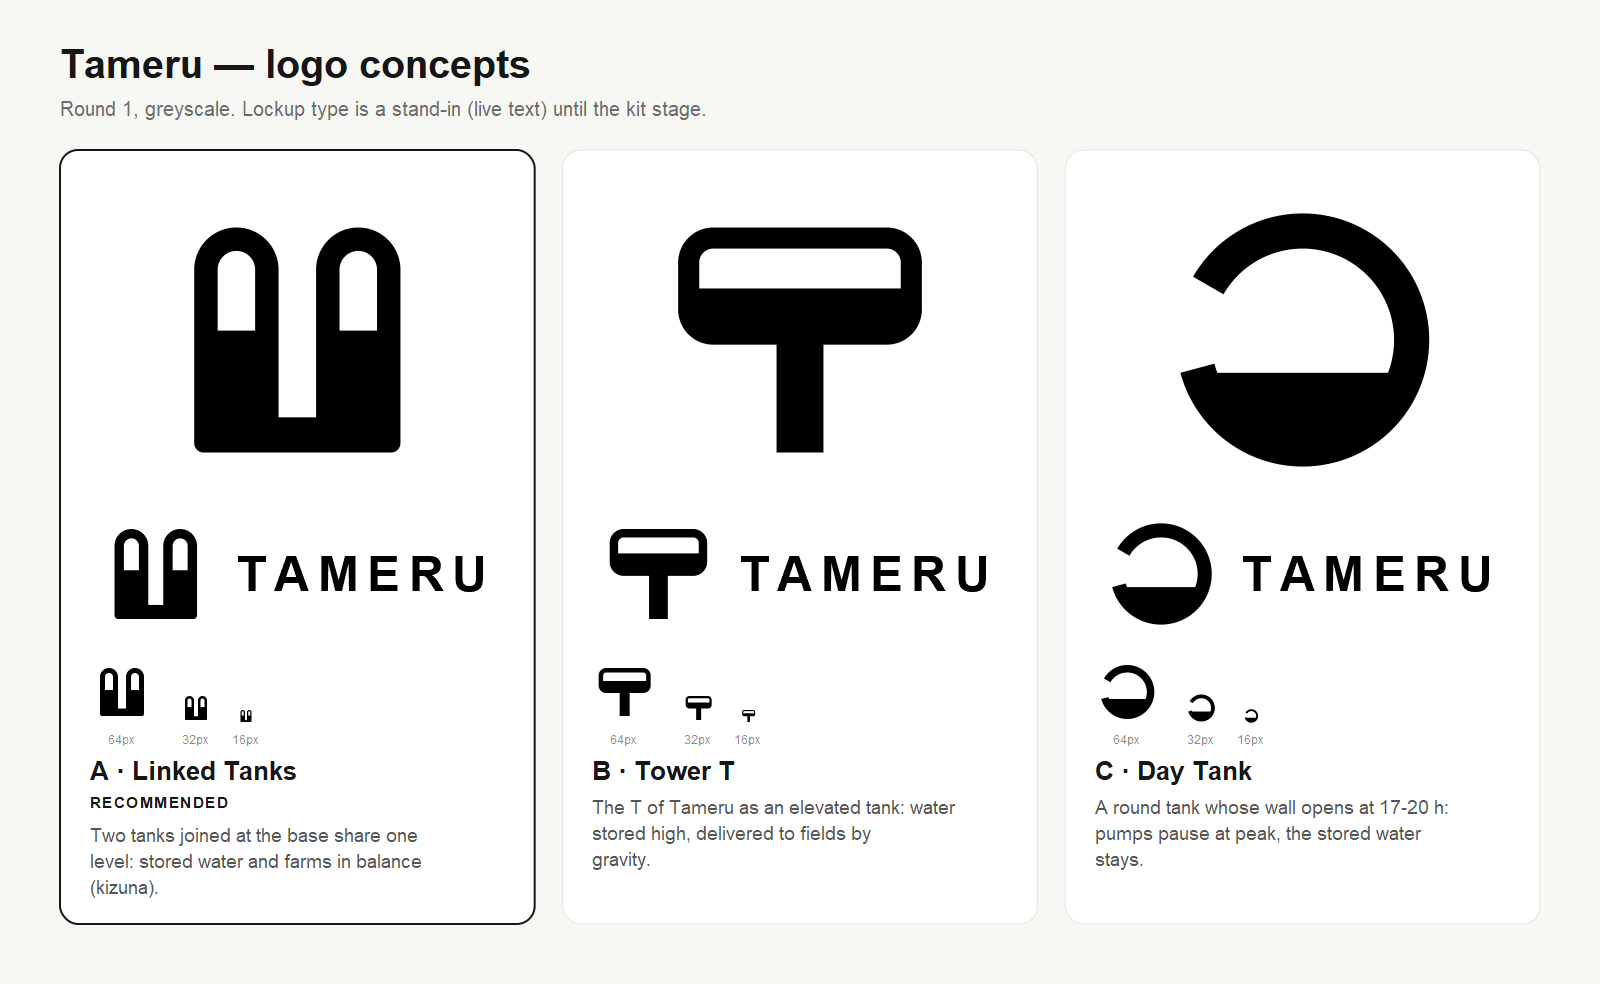 Tameru — logo concepts
Round 1, greyscale. Lockup type is a stand-in (live text) until the kit stage.
TAMERU
64px 32px 16px
A · Linked Tanks
RECOMMENDED
Two tanks joined at the base share one
level: stored water and farms in balance
(kizuna).
TAMERU
64px 32px 16px
B · Tower T
The T of Tameru as an elevated tank: water
stored high, delivered to fields by
gravity.
TAMERU
64px 32px 16px
C · Day Tank
A round tank whose wall opens at 17-20 h:
pumps pause at peak, the stored water
stays.